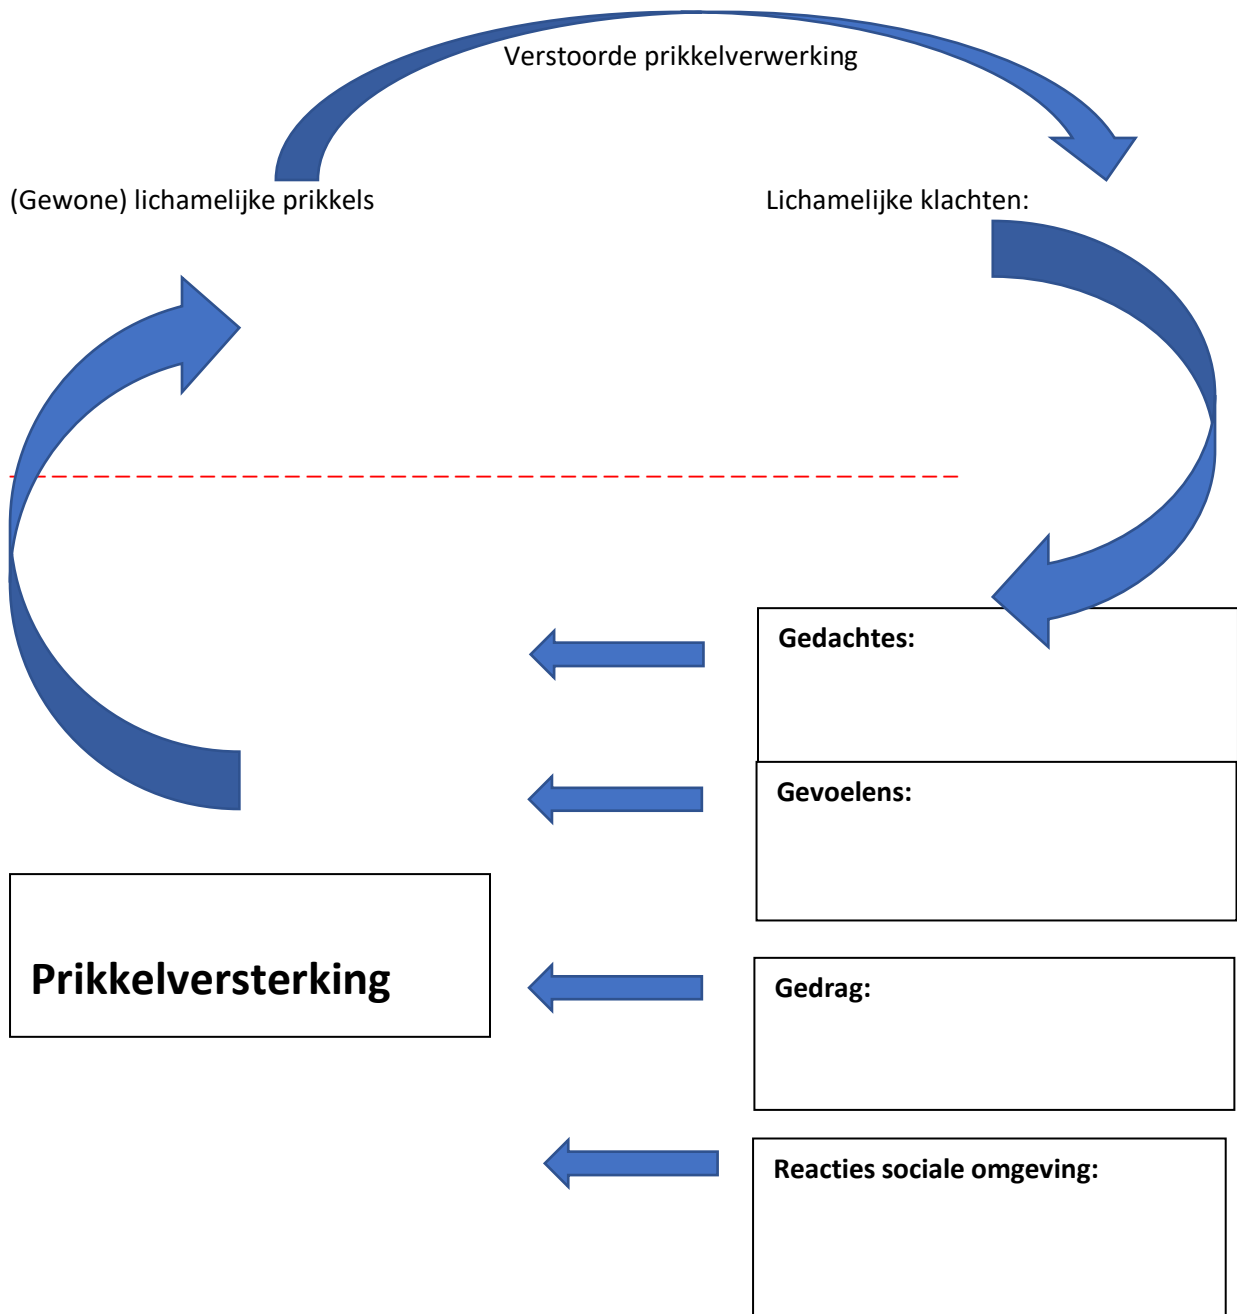 Verstoorde prikkelverwerking
(Gewone) lichamelijke prikkels
Lichamelijke klachten:
Gedachtes:
Gevoelens:
Prikkelversterking
Gedrag:
Reacties sociale omgeving: